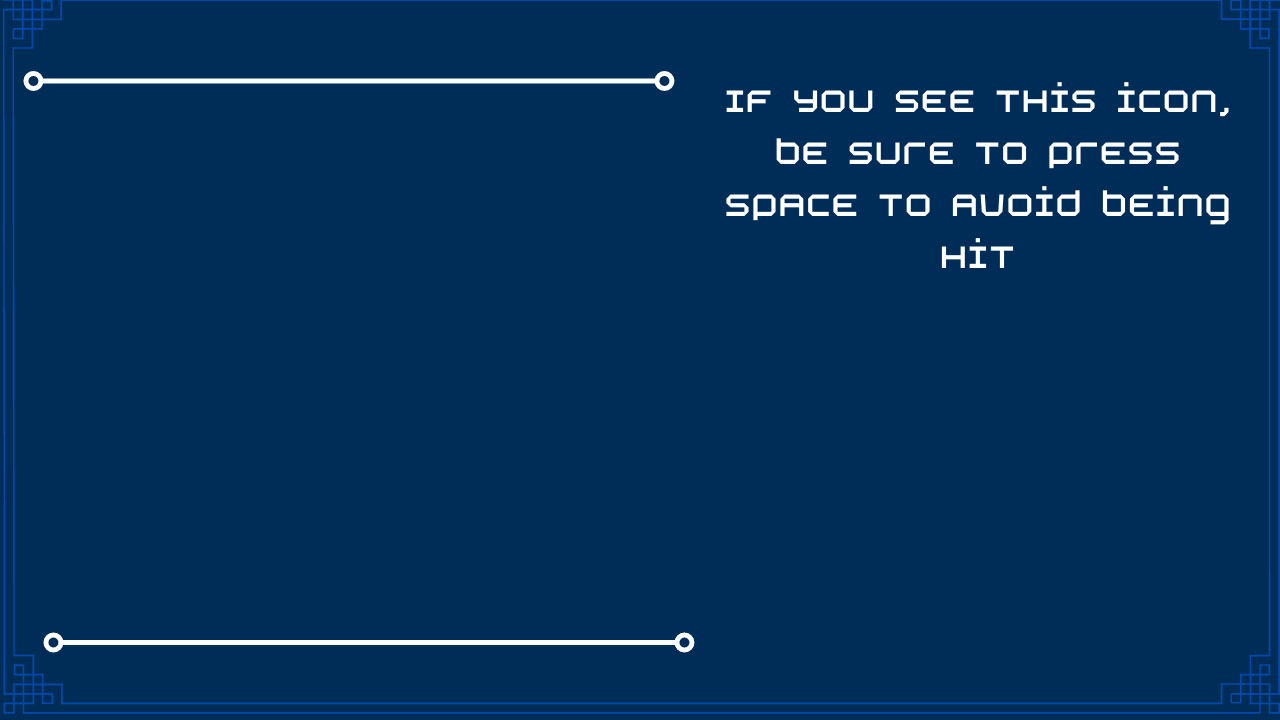 IF YOU SEE THIS ICON,
BE SURE TO PRESS
SPACE TO AVOID BEING
HIT